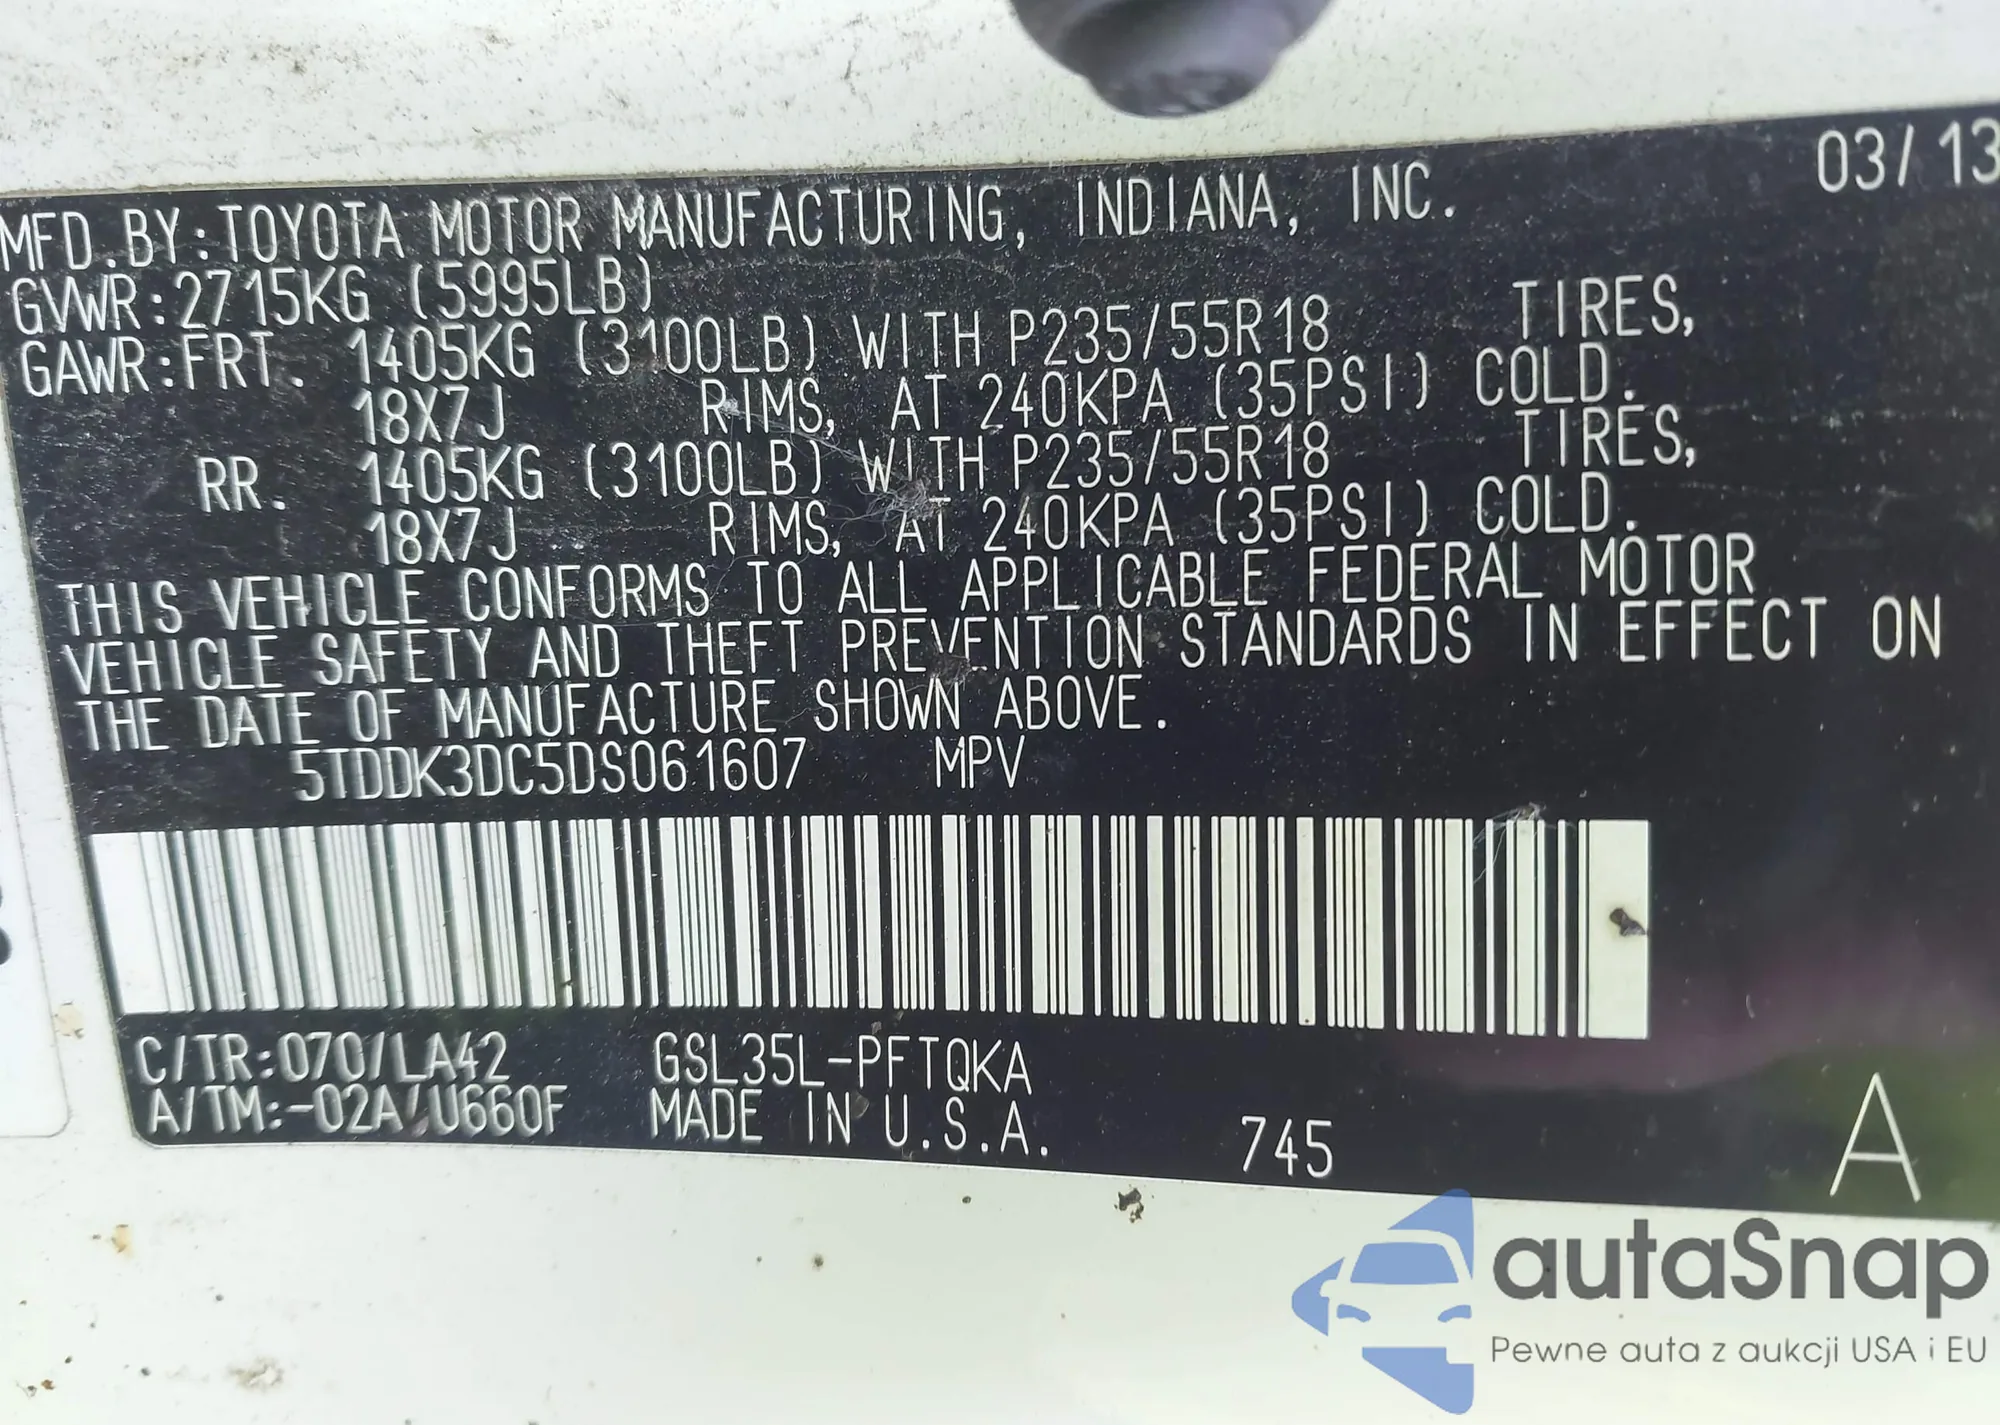 03/13
MFD.BY:TOYOTA MOTOR MANUFACTURING, INDIANA, INC.
GVWR:2715KG (5995LB)
GAWR:FRT. 1405KG (3100LB) WITH P235/55R18 TIRES,
18X7J RIMS, AT 240KPA (35PSI) COLD.
RR. 1405KG (3100LB) WITH P235/55R18 TIRES,
18X7J RIMS, AT 240KPA (35PSI) COLD.
THIS VEHICLE CONFORMS TO ALL APPLICABLE FEDERAL MOTOR
VEHICLE SAFETY AND THEFT PREVENTION STANDARDS IN EFFECT ON
THE DATE OF MANUFACTURE SHOWN ABOVE.
5TDDK3DC5DS061607 MPV
C/TR:070/LA42 GSL35L-PFTQKA
A/TM:-02A/U660F MADE IN U.S.A. 745 A
autaSnap
Pewne auta z aukcji USA i EU